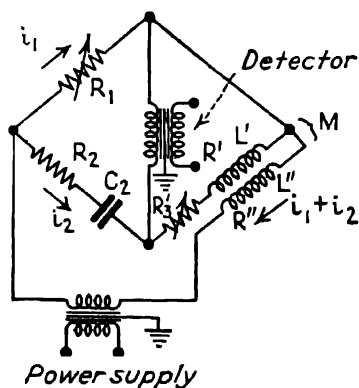 i₁
R₁
Detector
R₂
C₂
i₂
R'
R₃'
L'
M
L"
R"
i₁+i₂
Power supply